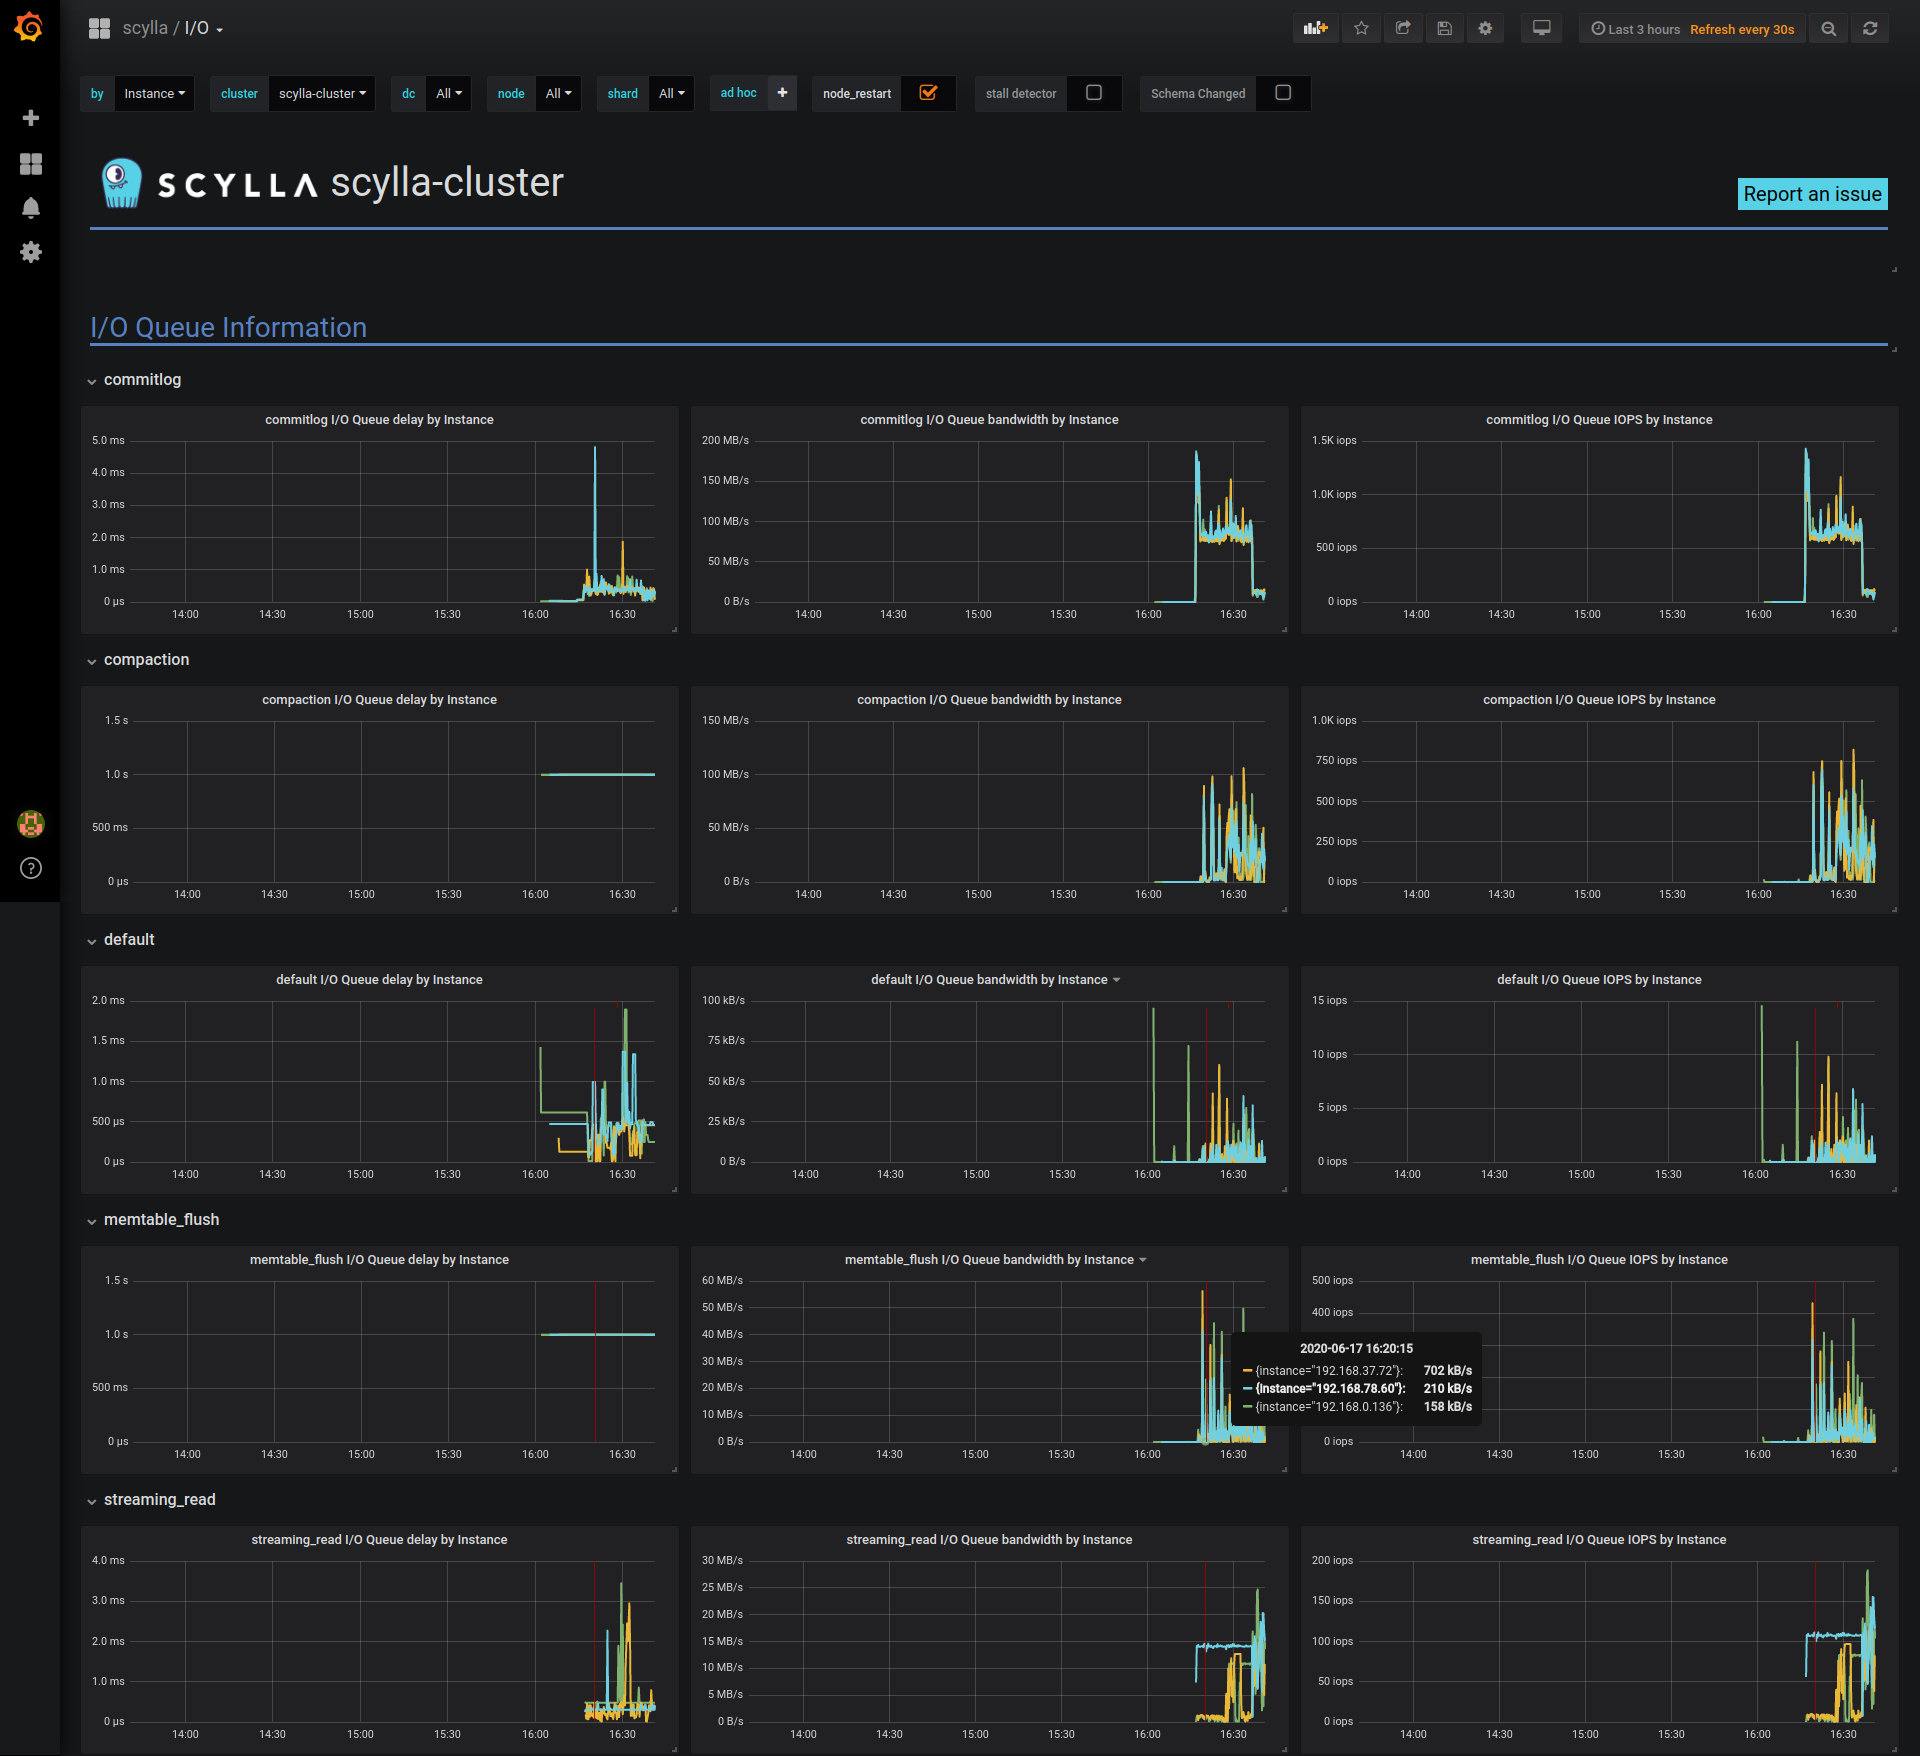 scylla / I/O
Last 3 hours Refresh every 30s
by Instance cluster scylla-cluster dc All node All shard All ad hoc + node_restart stall detector Schema Changed
SCYLLA scylla-cluster
Report an issue
I/O Queue Information
commitlog
commitlog I/O Queue delay by Instance
5.0 ms
4.0 ms
3.0 ms
2.0 ms
1.0 ms
0 µs
14:00 14:30 15:00 15:30 16:00 16:30
commitlog I/O Queue bandwidth by Instance
200 MB/s
150 MB/s
100 MB/s
50 MB/s
0 B/s
14:00 14:30 15:00 15:30 16:00 16:30
commitlog I/O Queue IOPS by Instance
1.5K iops
1.0K iops
500 iops
0 iops
14:00 14:30 15:00 15:30 16:00 16:30
compaction
compaction I/O Queue delay by Instance
1.5 s
1.0 s
500 ms
0 µs
14:00 14:30 15:00 15:30 16:00 16:30
compaction I/O Queue bandwidth by Instance
150 MB/s
100 MB/s
50 MB/s
0 B/s
14:00 14:30 15:00 15:30 16:00 16:30
compaction I/O Queue IOPS by Instance
1.0K iops
750 iops
500 iops
250 iops
0 iops
14:00 14:30 15:00 15:30 16:00 16:30
default
default I/O Queue delay by Instance
2.0 ms
1.5 ms
1.0 ms
500 µs
0 µs
14:00 14:30 15:00 15:30 16:00 16:30
default I/O Queue bandwidth by Instance
100 kB/s
75 kB/s
50 kB/s
25 kB/s
0 B/s
14:00 14:30 15:00 15:30 16:00 16:30
default I/O Queue IOPS by Instance
15 iops
10 iops
5 iops
0 iops
14:00 14:30 15:00 15:30 16:00 16:30
memtable_flush
memtable_flush I/O Queue delay by Instance
1.5 s
1.0 s
500 ms
0 µs
14:00 14:30 15:00 15:30 16:00 16:30
memtable_flush I/O Queue bandwidth by Instance
60 MB/s
50 MB/s
40 MB/s
30 MB/s
20 MB/s
10 MB/s
0 B/s
14:00 14:30 15:00 15:30 16:00 16:30
2020-06-17 16:20:15
{instance="192.168.37.72"}: 702 kB/s
{instance="192.168.78.60"}: 210 kB/s
{instance="192.168.0.136"}: 158 kB/s
memtable_flush I/O Queue IOPS by Instance
500 iops
400 iops
0 iops
14:00 14:30 15:00 15:30 16:00 16:30
streaming_read
streaming_read I/O Queue delay by Instance
4.0 ms
3.0 ms
2.0 ms
1.0 ms
0 µs
14:00 14:30 15:00 15:30 16:00 16:30
streaming_read I/O Queue bandwidth by Instance
30 MB/s
25 MB/s
20 MB/s
15 MB/s
10 MB/s
5 MB/s
0 B/s
14:00 14:30 15:00 15:30 16:00 16:30
streaming_read I/O Queue IOPS by Instance
200 iops
150 iops
100 iops
50 iops
0 iops
14:00 14:30 15:00 15:30 16:00 16:30